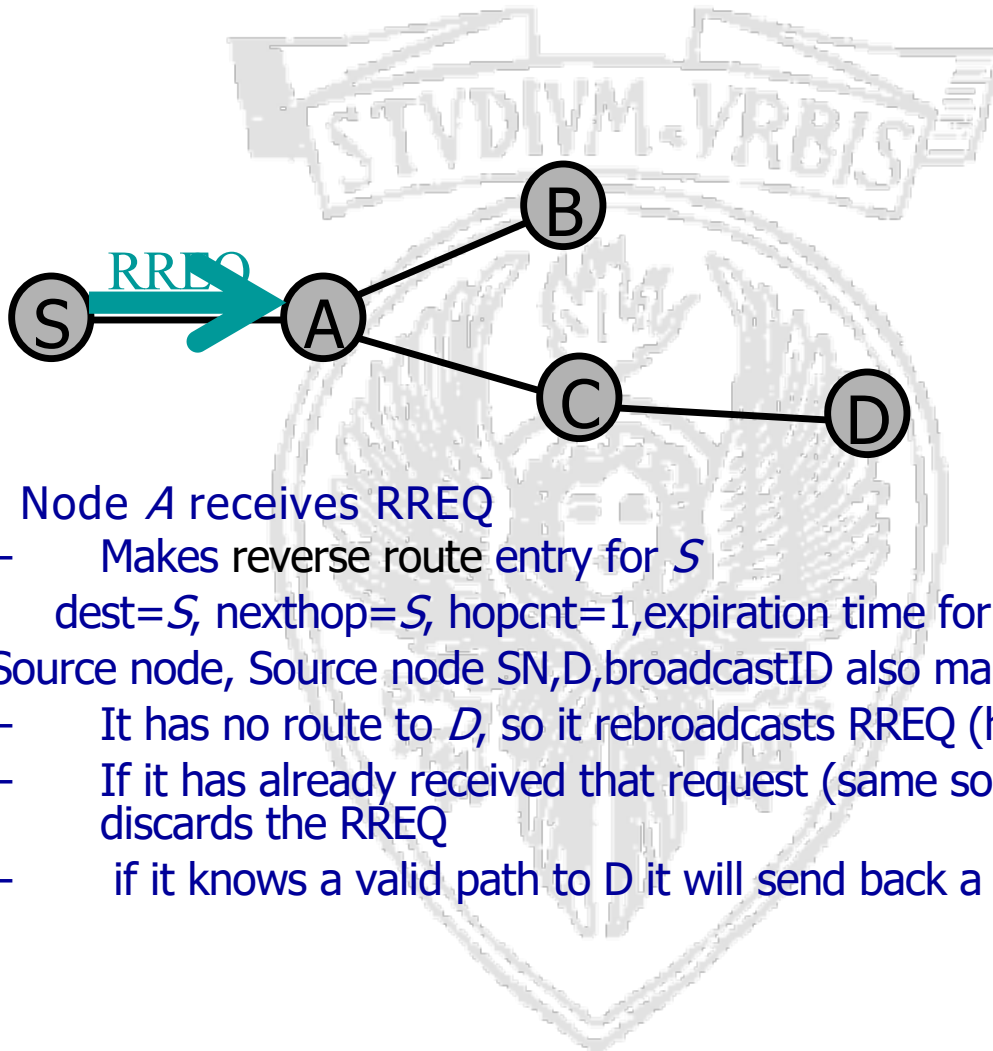 STVDIVM · VRBIS
B
RREQ
S
A
C
D
Node A receives RREQ
- Makes reverse route entry for S
dest=S, nexthop=S, hopcnt=1,expiration time for
Source node, Source node SN,D,broadcastID also ma
- It has no route to D, so it rebroadcasts RREQ (h
- If it has already received that request (same so
discards the RREQ
- if it knows a valid path to D it will send back a